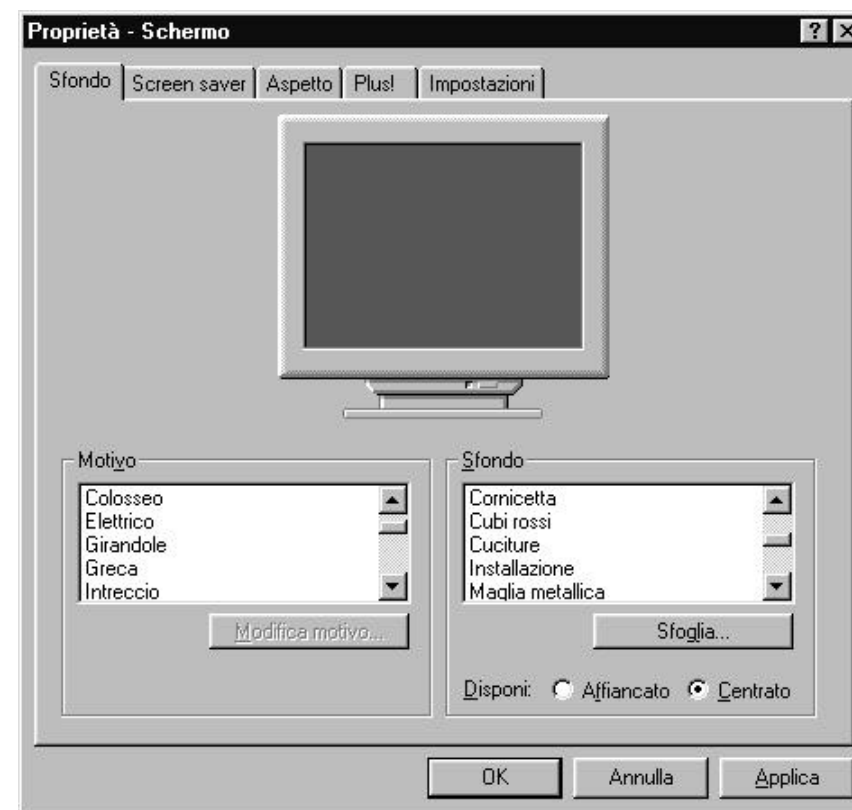 Proprietà - Schermo
Sfondo Screen saver Aspetto Plus! Impostazioni
Motivo
Colosseo
Elettrico
Girandole
Greca
Intreccio
Modifica motivo...
Sfondo
Cornicetta
Cubi rossi
Cuciture
Installazione
Maglia metallica
Sfoglia...
Disponi: Affiancato Centrato
OK Annulla Applica